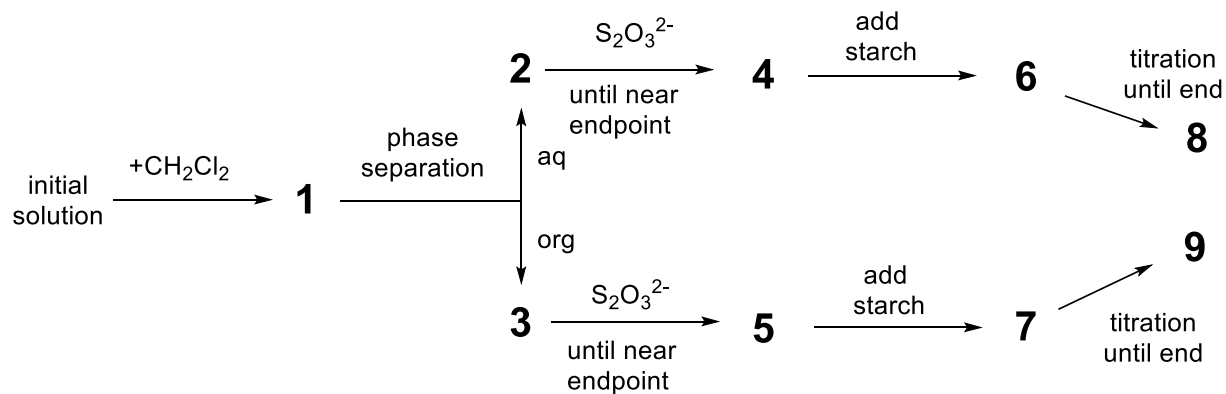 initial
solution
+CH₂Cl₂
1
phase
separation
aq
org
2
S₂O₃²⁻
until near
endpoint
4
add
starch
6
titration
until end
8
3
S₂O₃²⁻
until near
endpoint
5
add
starch
7
titration
until end
9